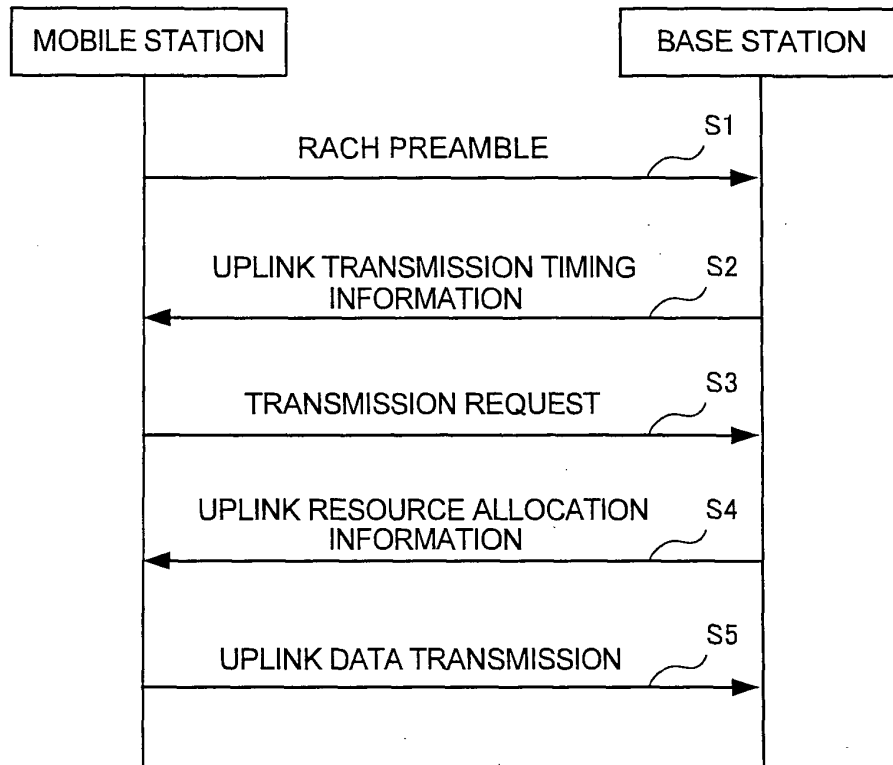 MOBILE STATION
BASE STATION
RACH PREAMBLE
S1
UPLINK TRANSMISSION TIMING
INFORMATION
S2
TRANSMISSION REQUEST
S3
UPLINK RESOURCE ALLOCATION
INFORMATION
S4
UPLINK DATA TRANSMISSION
S5